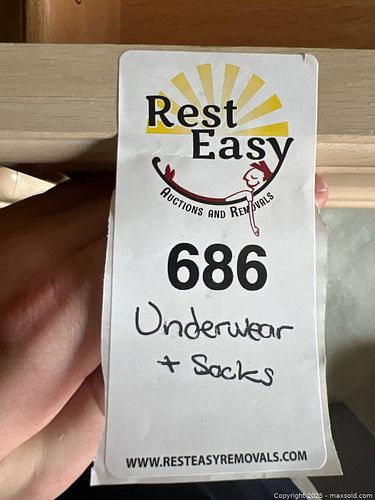 Rest
Easy
AUCTIONS AND REMOVALS
686
Underwear
+ Socks
WWW.RESTEASYREMOVALS.COM
Copyright 2025 - maxsold.com